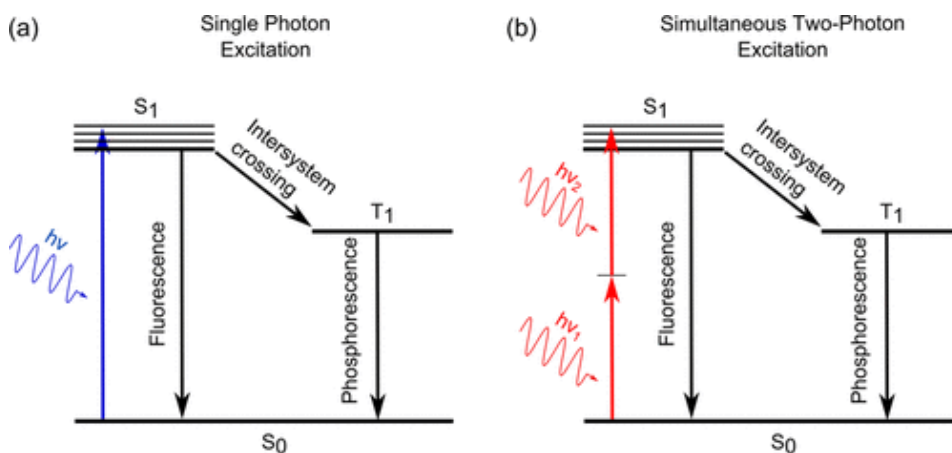 (a)
Single Photon
Excitation
S1
Intersystem
crossing
T1
hν
Fluorescence
Phosphorescence
S0
(b)
Simultaneous Two-Photon
Excitation
S1
Intersystem
crossing
T1
hν2
hν1
Fluorescence
Phosphorescence
S0